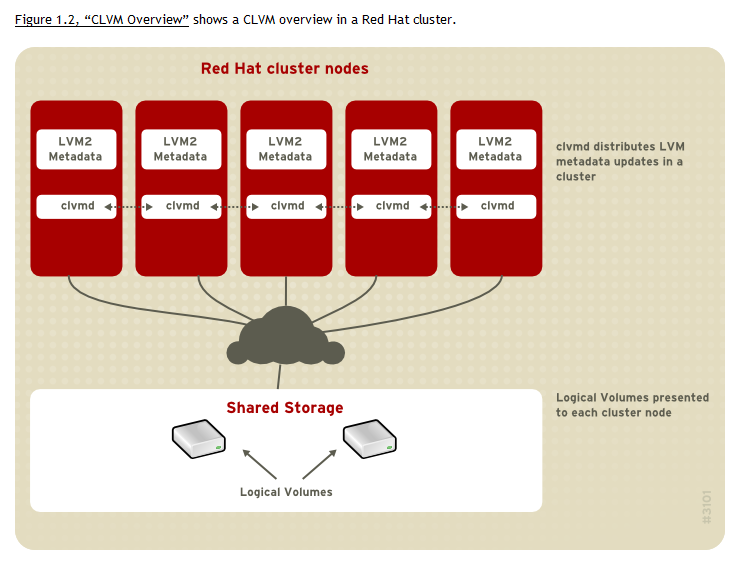 Figure 1.2, “CLVM Overview” shows a CLVM overview in a Red Hat cluster.
Red Hat cluster nodes
LVM2
Metadata
LVM2
Metadata
LVM2
Metadata
LVM2
Metadata
LVM2
Metadata
clvmd
clvmd
clvmd
clvmd
clvmd
clvmd distributes LVM
metadata updates in a
cluster
Shared Storage
Logical Volumes
Logical Volumes presented
to each cluster node
#3101